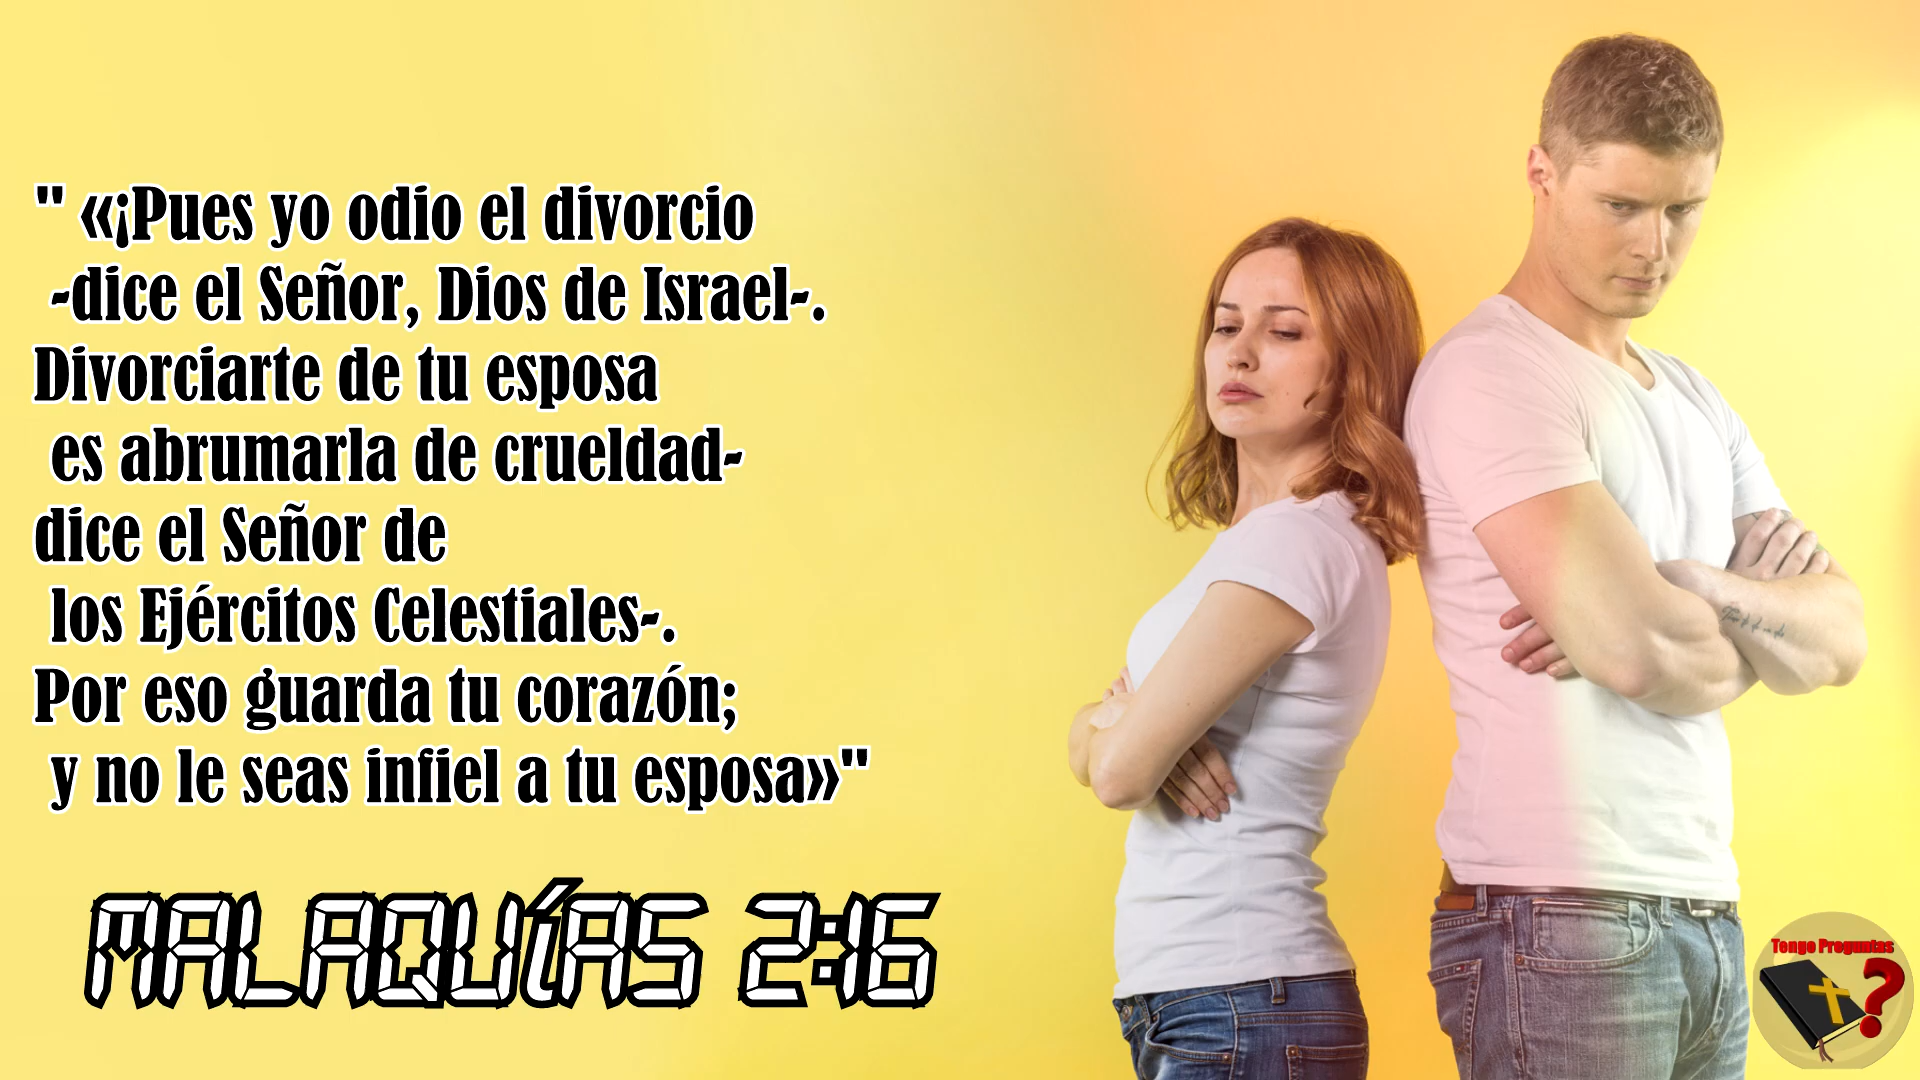 " «¡Pues yo odio el divorcio
-dice el Señor, Dios de Israel-.
Divorciarte de tu esposa
es abrumarla de crueldad-
dice el Señor de
los Ejércitos Celestiales-.
Por eso guarda tu corazón;
y no le seas infiel a tu esposa»"
MALAQUíAS 2:16
Tengo Preguntas
?